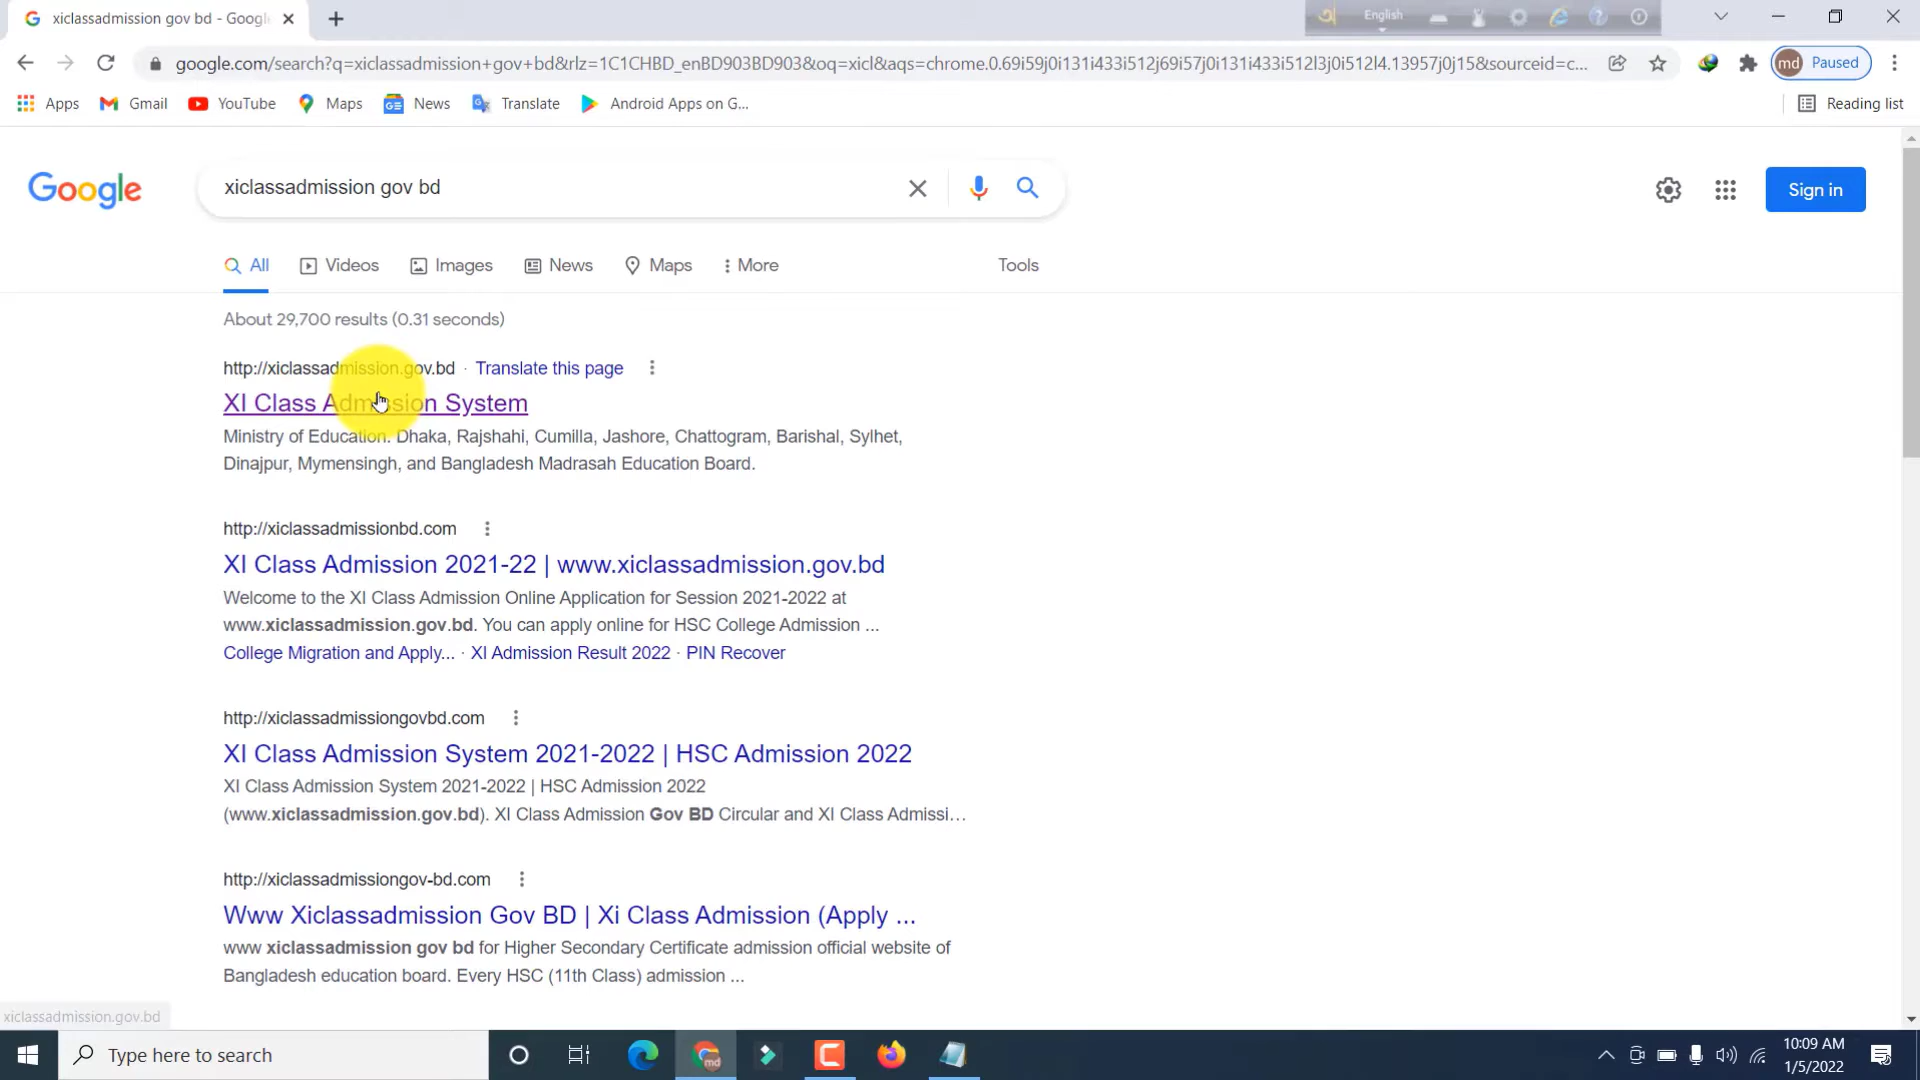 xiclassadmission gov bd - Googl
English
google.com/search?q=xiclassadmission+gov+bd&rlz=1C1CHBD_enBD903BD903&oq=xicl&aqs=chrome.0.69i59j0i131i433i512j69i57j0i131i433i512l3j0i512l4.13957j0j15&sourceid=c...
md Paused
Apps Gmail YouTube Maps News Translate Android Apps on G... Reading list
Google xiclassadmission gov bd Sign in
All Videos Images News Maps More Tools
About 29,700 results (0.31 seconds)
http://xiclassadmission.gov.bd · Translate this page
XI Class Admission System
Ministry of Education. Dhaka, Rajshahi, Cumilla, Jashore, Chattogram, Barishal, Sylhet,
Dinajpur, Mymensingh, and Bangladesh Madrasah Education Board.
http://xiclassadmissionbd.com
XI Class Admission 2021-22 | www.xiclassadmission.gov.bd
Welcome to the XI Class Admission Online Application for Session 2021-2022 at
www.xiclassadmission.gov.bd. You can apply online for HSC College Admission ...
College Migration and Apply... · XI Admission Result 2022 · PIN Recover
http://xiclassadmissiongovbd.com
XI Class Admission System 2021-2022 | HSC Admission 2022
XI Class Admission System 2021-2022 | HSC Admission 2022
(www.xiclassadmission.gov.bd). XI Class Admission Gov BD Circular and XI Class Admissi...
http://xiclassadmissiongov-bd.com
Www Xiclassadmission Gov BD | Xi Class Admission (Apply ...
www xiclassadmission gov bd for Higher Secondary Certificate admission official website of
Bangladesh education board. Every HSC (11th Class) admission ...
xiclassadmission.gov.bd
Type here to search
md
10:09 AM
1/5/2022